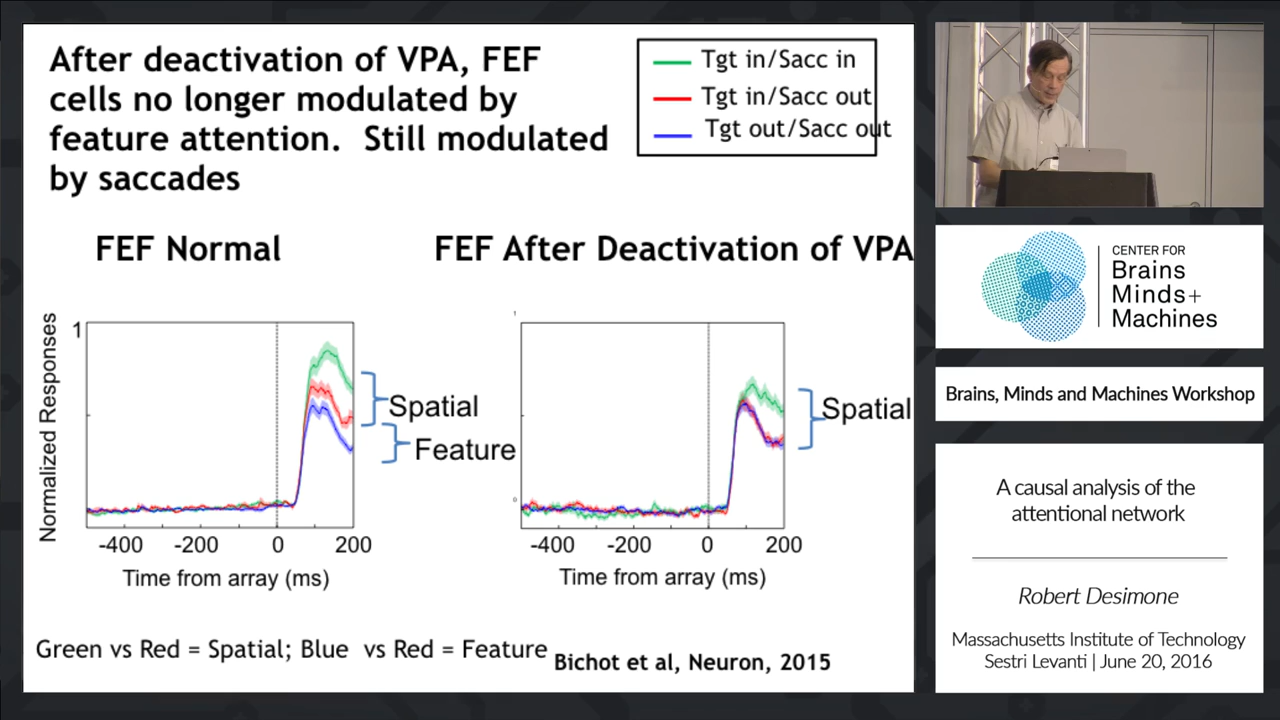 After deactivation of VPA, FEF
cells no longer modulated by
feature attention.  Still modulated
by saccades
Tgt in/Sacc in
Tgt in/Sacc out
Tgt out/Sacc out
FEF Normal
FEF After Deactivation of VPA
Normalized Responses
1
Spatial
Feature
-400 -200 0 200
Time from array (ms)
Spatial
-400 -200 0 200
Time from array (ms)
Green vs Red = Spatial; Blue  vs Red = Feature
Bichot et al, Neuron, 2015
CENTER FOR
Brains
Minds+
Machines
Brains, Minds and Machines Workshop
A causal analysis of the
attentional network
Robert Desimone
Massachusetts Institute of Technology
Sestri Levanti | June 20, 2016